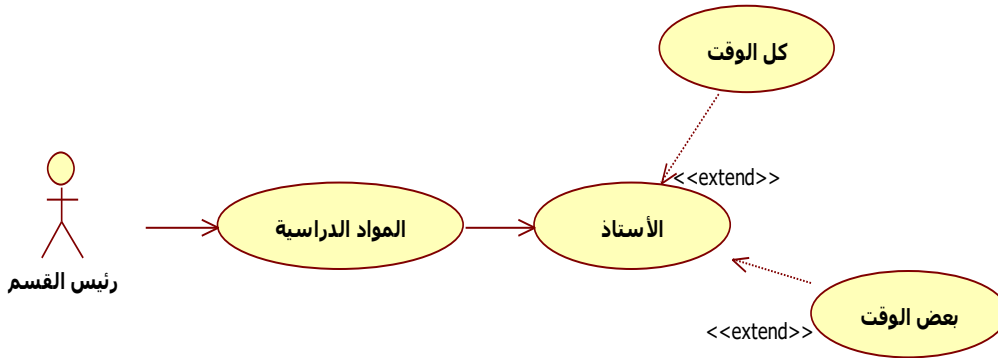 كل الوقت
<<extend>>
المواد الدراسية
الأستاذ
رئيس القسم
بعض الوقت
<<extend>>